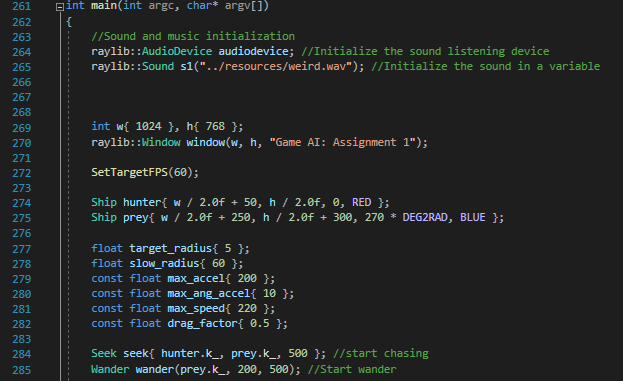 261 int main(int argc, char* argv[])
262 {
263 //Sound and music initialization
264 raylib::AudioDevice audiodevice; //Initialize the sound listening device
265 raylib::Sound s1("../resources/weird.wav"); //Initialize the sound in a variable
266
267
268
269 int w{ 1024 }, h{ 768 };
270 raylib::Window window(w, h, "Game AI: Assignment 1");
271
272 SetTargetFPS(60);
273
274 Ship hunter{ w / 2.0f + 50, h / 2.0f, 0, RED };
275 Ship prey{ w / 2.0f + 250, h / 2.0f + 300, 270 * DEG2RAD, BLUE };
276
277 float target_radius{ 5 };
278 float slow_radius{ 60 };
279 const float max_accel{ 200 };
280 const float max_ang_accel{ 10 };
281 const float max_speed{ 220 };
282 const float drag_factor{ 0.5 };
283
284 Seek seek{ hunter.k_, prey.k_, 500 }; //start chasing
285 Wander wander(prey.k_, 200, 500); //Start wander